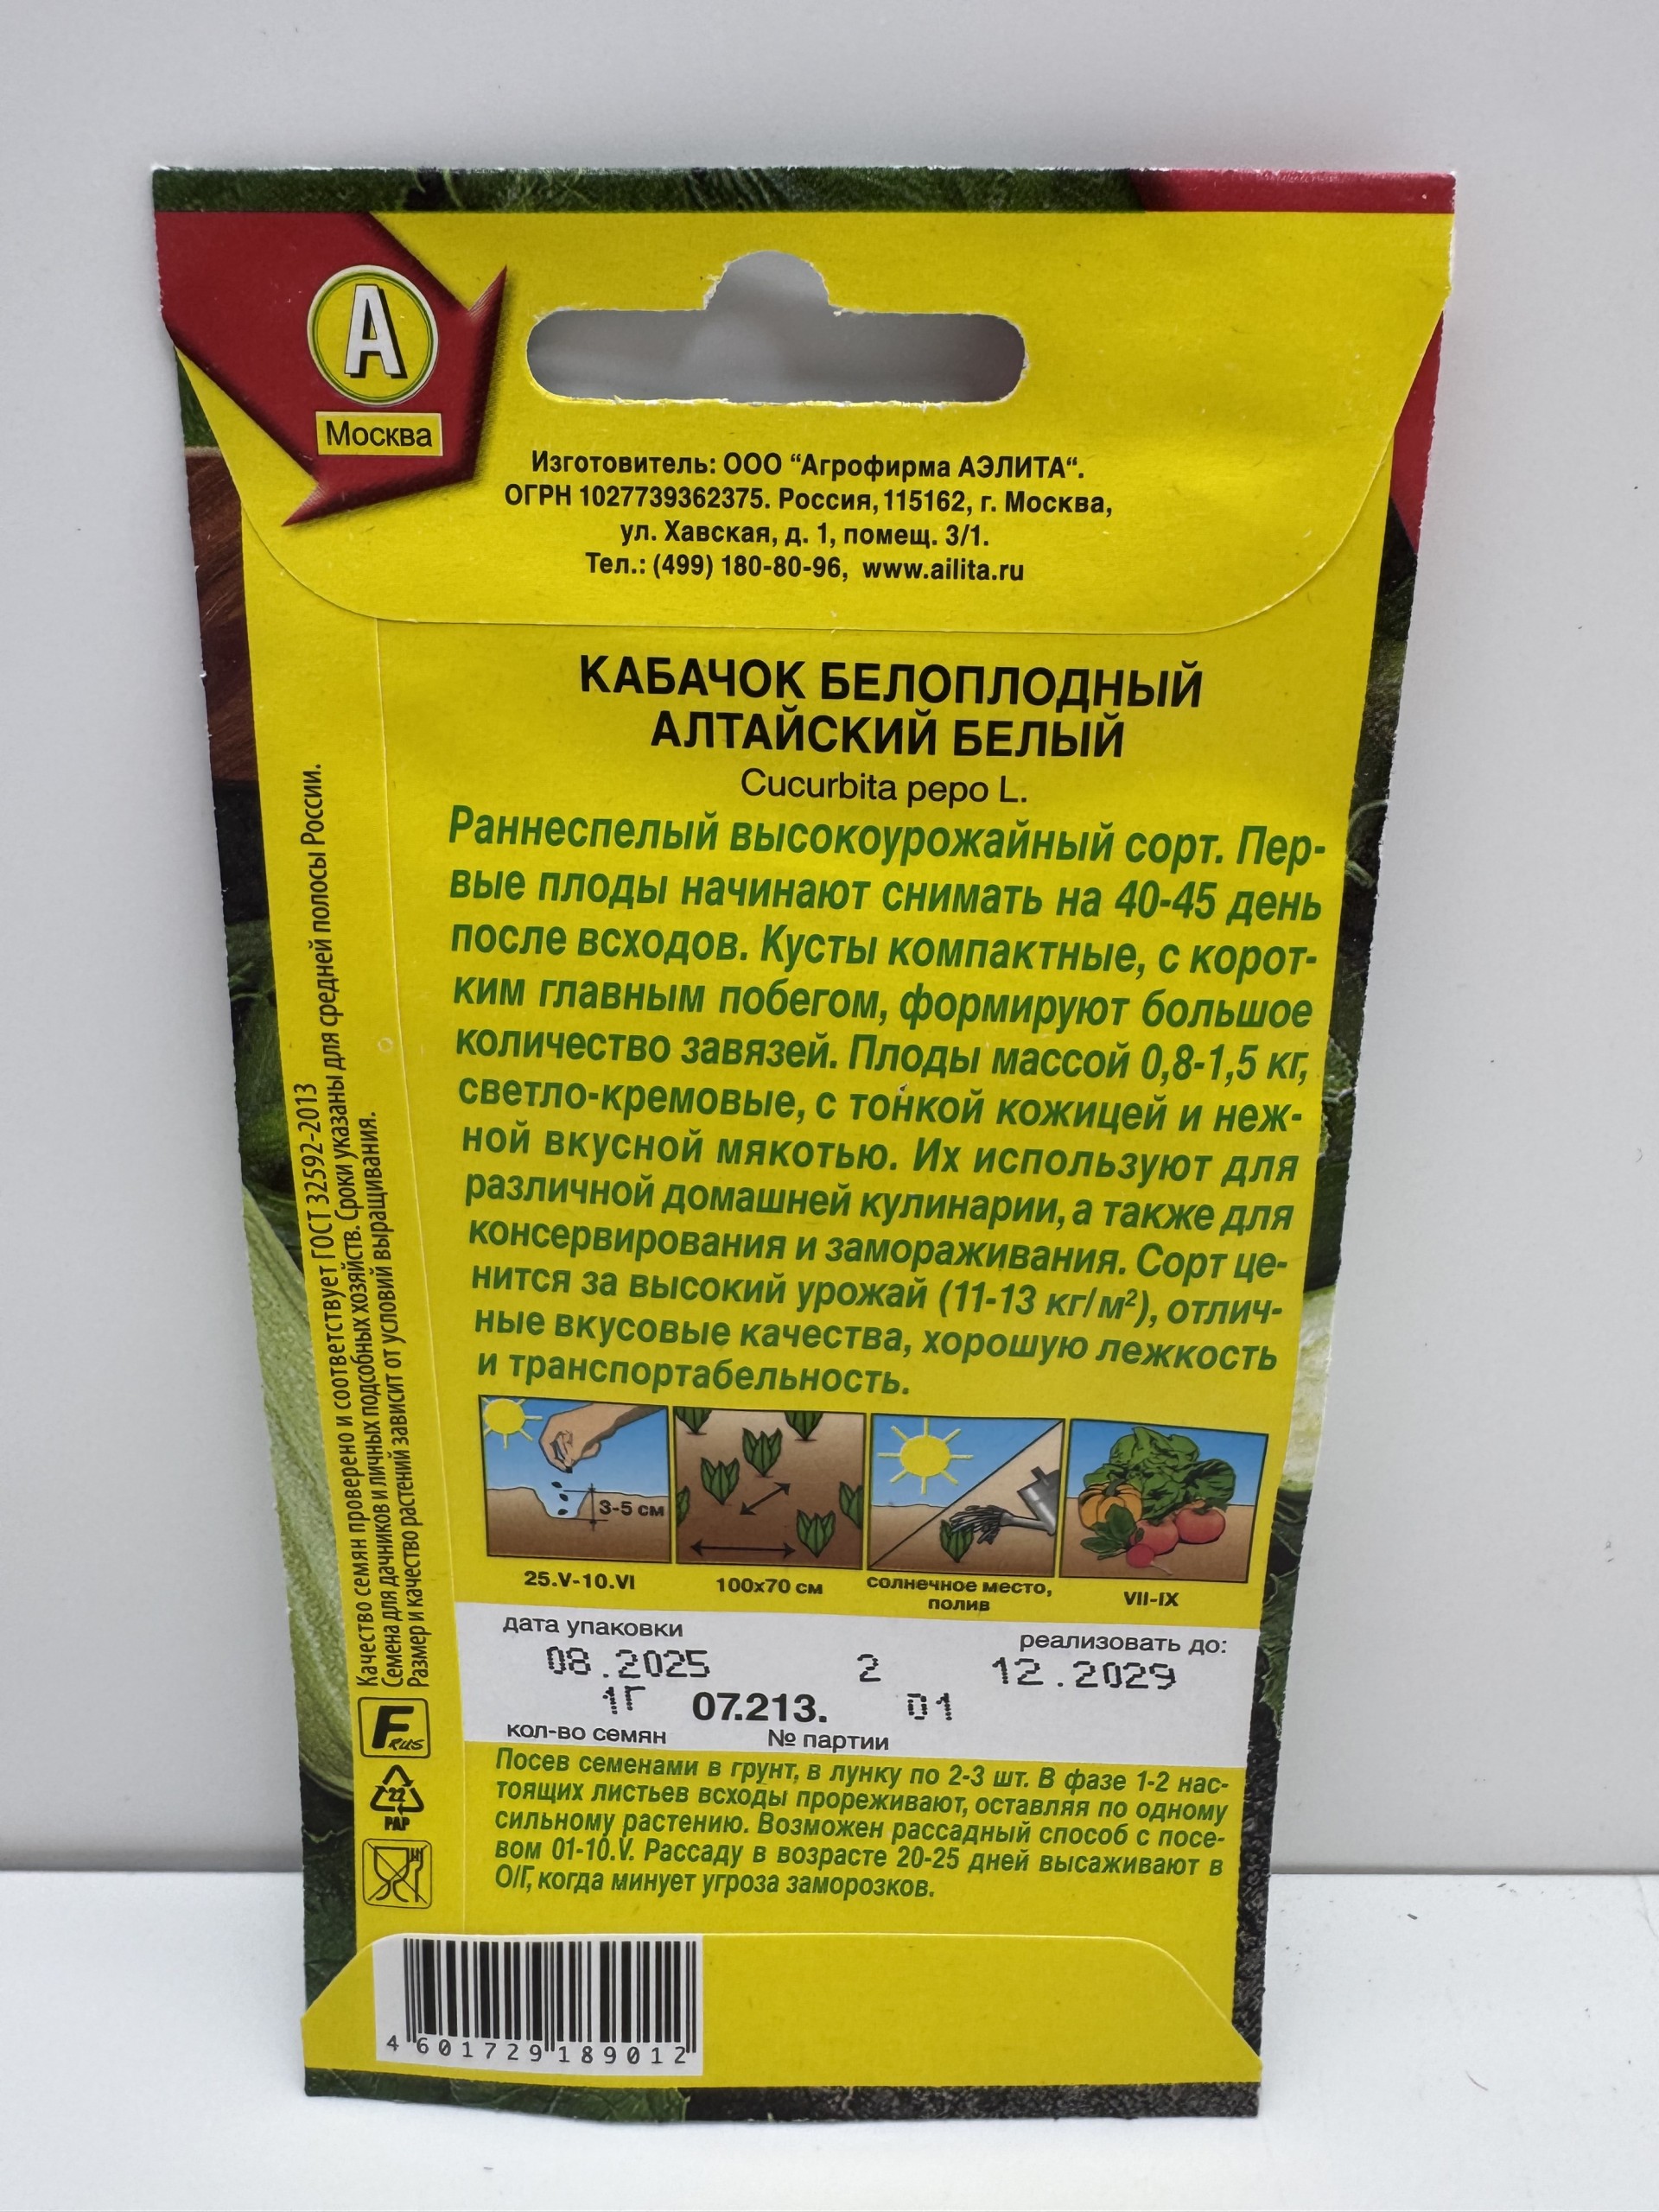 А
Москва
Изготовитель: ООО “Агрофирма АЭЛИТА“.
ОГРН 1027739362375. Россия, 115162, г. Москва,
ул. Хавская, д. 1, помещ. 3/1.
Тел.: (499) 180-80-96, www.ailita.ru
КАБАЧОК БЕЛОПЛОДНЫЙ
АЛТАЙСКИЙ БЕЛЫЙ
Cucurbita pepo L.
Раннеспелый высокоурожайный сорт. Пер-
вые плоды начинают снимать на 40-45 день
после всходов. Кусты компактные, с корот-
ким главным побегом, формируют большое
количество завязей. Плоды массой 0,8-1,5 кг,
светло-кремовые, с тонкой кожицей и неж-
ной вкусной мякотью. Их используют для
различной домашней кулинарии, а также для
консервирования и замораживания. Сорт це-
нится за высокий урожай (11-13 кг/м²), отлич-
ные вкусовые качества, хорошую лежкость
и транспортабельность.
3-5 см
25.V-10.VI
100х70 см
солнечное место,
полив
VII-IX
дата упаковки
реализовать до:
08.2025 2 12.2029
1Г 07.213. 01
кол-во семян № партии
Посев семенами в грунт, в лунку по 2-3 шт. В фазе 1-2 нас-
тоящих листьев всходы прореживают, оставляя по одному
сильному растению. Возможен рассадный способ с посе-
вом 01-10.V. Рассаду в возрасте 20-25 дней высаживают в
О/Г, когда минует угроза заморозков.
Качество семян проверено и соответствует ГОСТ 32592-2013
Семена для дачников и личных подсобных хозяйств. Сроки указаны для средней полосы России.
Размер и качество растений зависит от условий выращивания.
F RUS
22
PAP
4 601729 189012